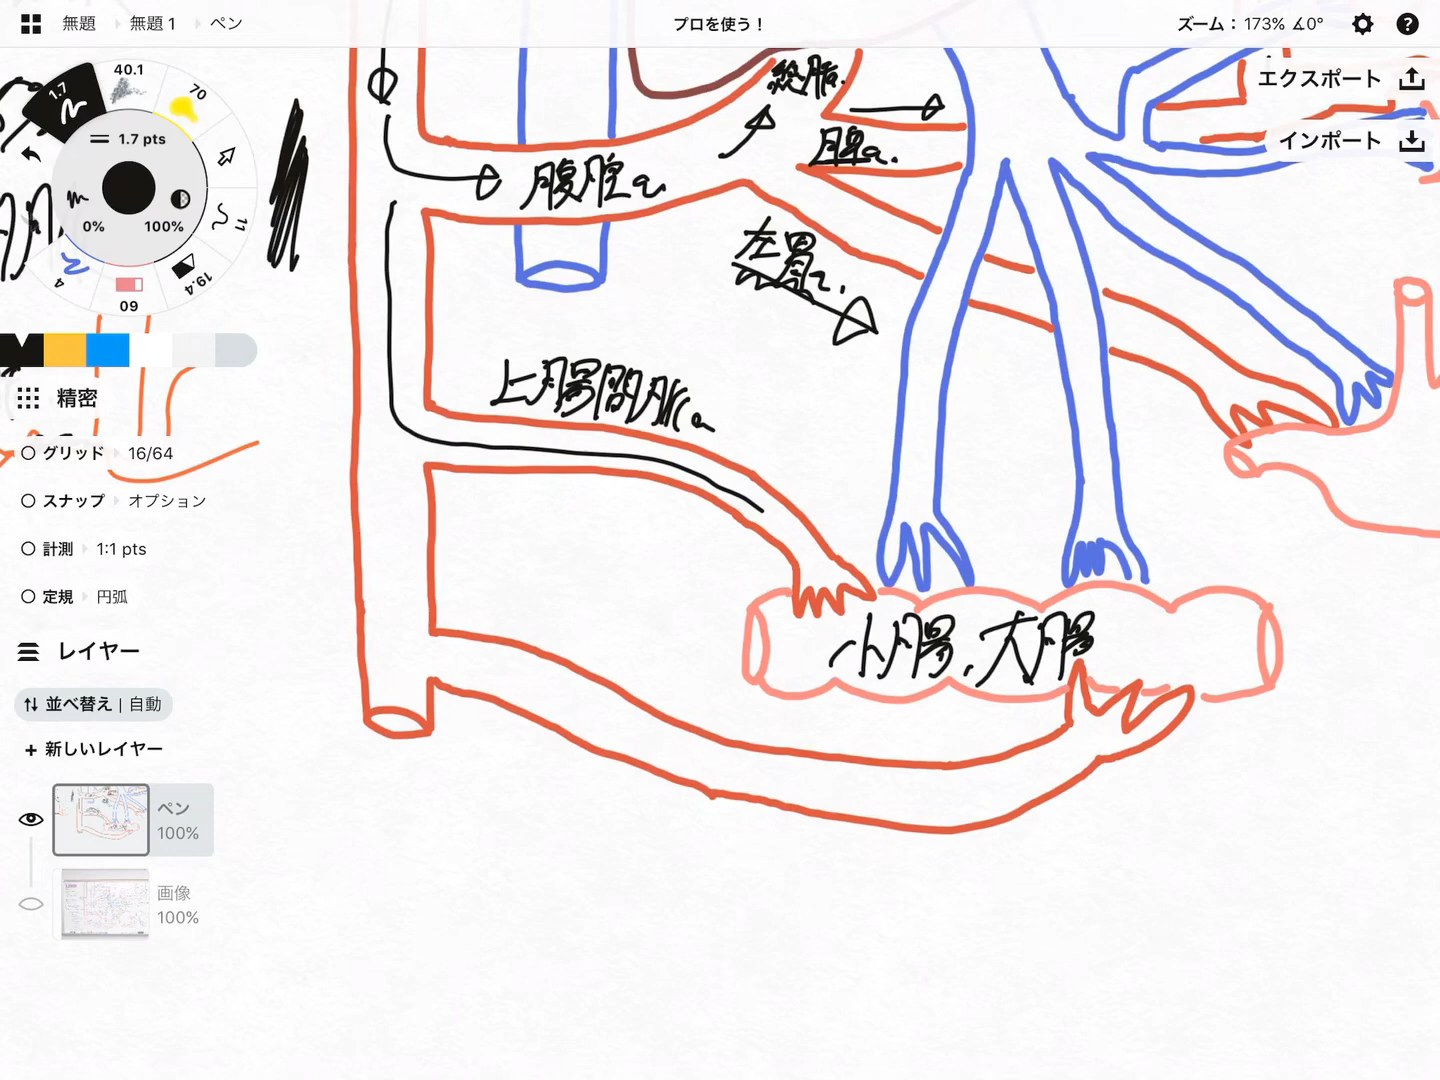 無題 無題 1 ペン
プロを使う!
ズーム：173% ∡0°
エクスポート
インポート
40.1
70
1.7
1.7 pts
0%
100%
11
19.4
60
4
精密
グリッド 16/64
スナップ オプション
計測 1:1 pts
定規 円弧
レイヤー
並べ替え | 自動
+ 新しいレイヤー
ペン
100%
画像
100%
腹腔a.
左胃a.
上腸間脈a
小腸、大腸